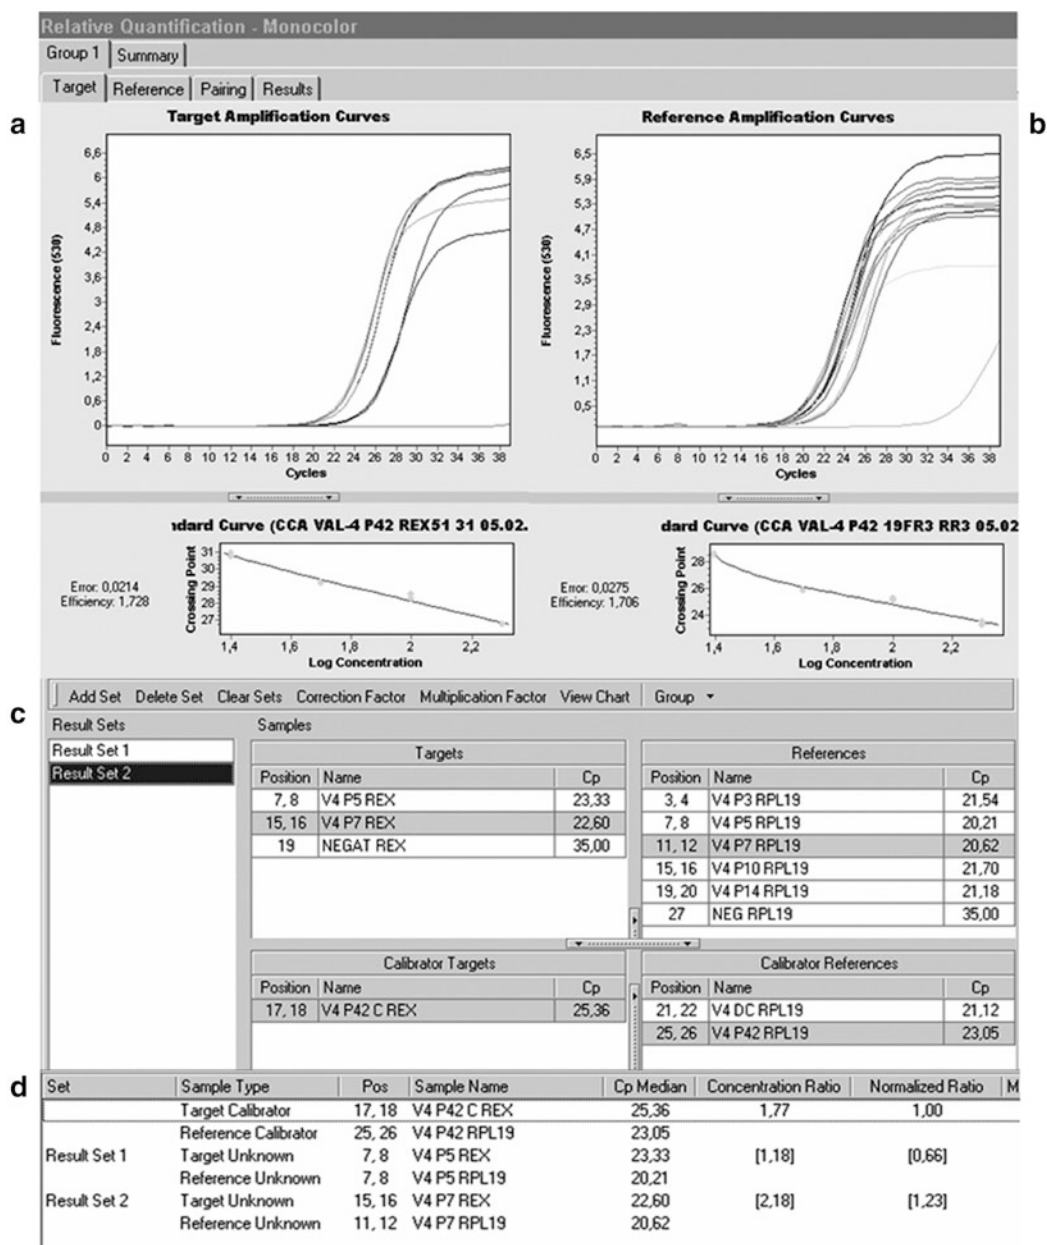 Relative Quantification - Monocolor
Group 1 Summary
Target Reference Pairing Results
a
b
Target Amplification Curves
Fluorescence (530)
6,6
6
5,4
4,8
4,2
3,6
3
2,4
1,8
1,2
0,6
0
0 2 4 6 8 10 12 14 16 18 20 22 24 26 28 30 32 34 36 38
Cycles
Reference Amplification Curves
Fluorescence (530)
6,5
5,9
5,3
4,7
4,1
3,5
2,9
2,3
1,7
1,1
0,5
0 2 4 6 8 10 12 14 16 18 20 22 24 26 28 30 32 34 36 38
Cycles
ndard Curve (CCA VAL-4 P42 REX51 31 05.02.
Error: 0,0214
Efficiency: 1,728
Crossing Point
31
30
29
28
27
1,4 1,6 1,8 2 2,2
Log Concentration
dard Curve (CCA VAL-4 P42 19FR3 RR3 05.02
Error: 0,0275
Efficiency: 1,706
Crossing Point
28
26
24
1,4 1,6 1,8 2 2,2
Log Concentration
c
Add Set Delete Set Clear Sets Correction Factor Multiplication Factor View Chart Group
Result Sets Samples
Result Set 1
Result Set 2
Targets
Position Name Cp
7, 8 V4 P5 REX 23,33
15, 16 V4 P7 REX 22,60
19 NEGAT REX 35,00
References
Position Name Cp
3, 4 V4 P3 RPL19 21,54
7, 8 V4 P5 RPL19 20,21
11, 12 V4 P7 RPL19 20,62
15, 16 V4 P10 RPL19 21,70
19, 20 V4 P14 RPL19 21,18
27 NEG RPL19 35,00
Calibrator Targets
Position Name Cp
17, 18 V4 P42 C REX 25,36
Calibrator References
Position Name Cp
21, 22 V4 DC RPL19 21,12
25, 26 V4 P42 RPL19 23,05
d
Set Sample Type Pos Sample Name Cp Median Concentration Ratio Normalized Ratio M
Target Calibrator 17, 18 V4 P42 C REX 25,36 1,77 1,00
Reference Calibrator 25, 26 V4 P42 RPL19 23,05
Result Set 1 Target Unknown 7, 8 V4 P5 REX 23,33 [1,18] [0,66]
Reference Unknown 7, 8 V4 P5 RPL19 20,21
Result Set 2 Target Unknown 15, 16 V4 P7 REX 22,60 [2,18] [1,23]
Reference Unknown 11, 12 V4 P7 RPL19 20,62